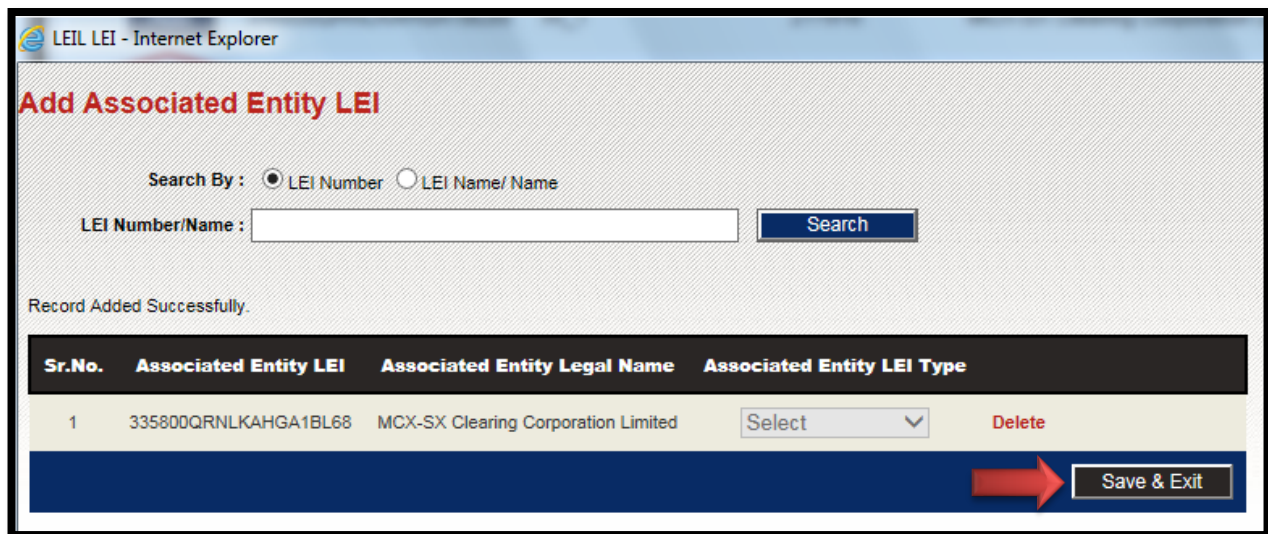 LEIL LEI - Internet Explorer
Add Associated Entity LEI
Search By : LEI Number LEI Name/ Name
LEI Number/Name : Search
Record Added Successfully.
Sr.No. Associated Entity LEI Associated Entity Legal Name Associated Entity LEI Type
1 335800QRNLKAHGA1BL68 MCX-SX Clearing Corporation Limited Select Delete
Save & Exit